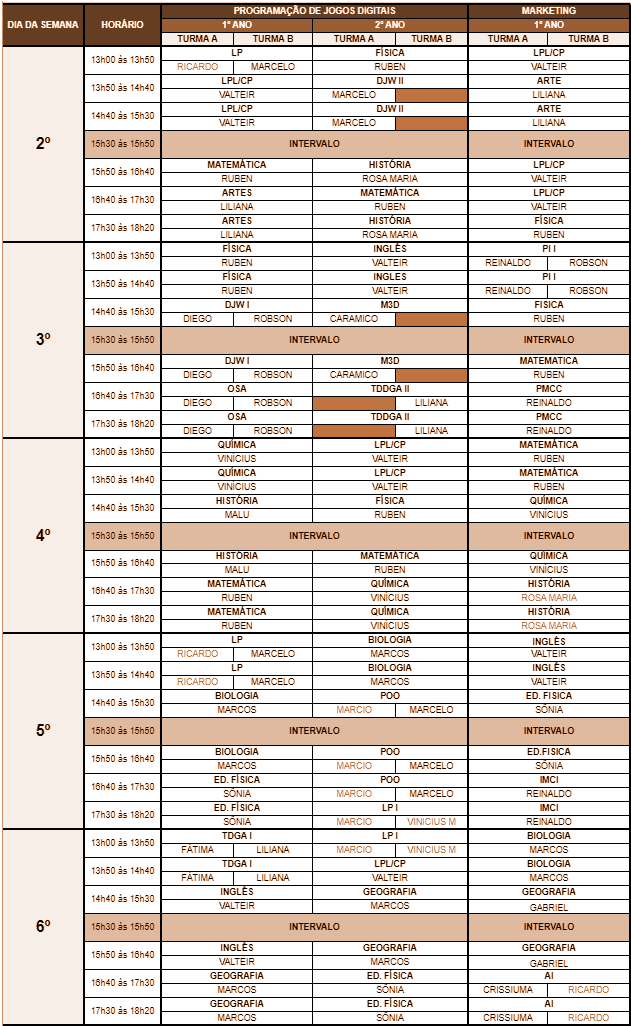 DIA DA SEMANA HORÁRIO PROGRAMAÇÃO DE JOGOS DIGITAIS MARKETING
1º ANO 2º ANO 1º ANO
TURMA A TURMA B TURMA A TURMA B TURMA A TURMA B
2º
13h00 às 13h50 LP FÍSICA LPL/CP
RICARDO MARCELO RUBEN VALTEIR
13h50 às 14h40 LPL/CP DJW II ARTE
VALTEIR MARCELO LILIANA
14h40 às 15h30 LPL/CP DJW II ARTE
VALTEIR MARCELO LILIANA
15h30 às 15h50 INTERVALO INTERVALO
15h50 às 16h40 MATEMÁTICA HISTÓRIA LPL/CP
RUBEN ROSA MARIA VALTEIR
16h40 às 17h30 ARTES MATEMÁTICA LPL/CP
LILIANA RUBEN VALTEIR
17h30 às 18h20 ARTES HISTÓRIA FÍSICA
LILIANA ROSA MARIA RUBEN
3º
13h00 às 13h50 FÍSICA INGLÊS PI I
RUBEN VALTEIR REINALDO ROBSON
13h50 às 14h40 FÍSICA INGLES PI I
RUBEN VALTEIR REINALDO ROBSON
14h40 às 15h30 DJW I M3D FISICA
DIEGO ROBSON CARAMICO RUBEN
15h30 às 15h50 INTERVALO INTERVALO
15h50 às 16h40 DJW I M3D MATEMATICA
DIEGO ROBSON CARAMICO RUBEN
16h40 às 17h30 OSA TDDGA II PMCC
DIEGO ROBSON LILIANA REINALDO
17h30 às 18h20 OSA TDDGA II PMCC
DIEGO ROBSON LILIANA REINALDO
4º
13h00 às 13h50 QUÍMICA LPL/CP MATEMÁTICA
VINÍCIUS VALTEIR RUBEN
13h50 às 14h40 QUÍMICA LPL/CP MATEMÁTICA
VINÍCIUS VALTEIR RUBEN
14h40 às 15h30 HISTÓRIA FÍSICA QUÍMICA
MALU RUBEN VINÍCIUS
15h30 às 15h50 INTERVALO INTERVALO
15h50 às 16h40 HISTÓRIA MATEMÁTICA QUÍMICA
MALU RUBEN VINÍCIUS
16h40 às 17h30 MATEMÁTICA QUÍMICA HISTÓRIA
RUBEN VINÍCIUS ROSA MARIA
17h30 às 18h20 MATEMÁTICA QUÍMICA HISTÓRIA
RUBEN VINÍCIUS ROSA MARIA
5º
13h00 às 13h50 LP BIOLOGIA INGLÊS
RICARDO MARCELO MARCOS VALTEIR
13h50 às 14h40 LP BIOLOGIA INGLÊS
RICARDO MARCELO MARCOS VALTEIR
14h40 às 15h30 BIOLOGIA POO ED. FISICA
MARCOS MARCIO MARCELO SÔNIA
15h30 às 15h50 INTERVALO INTERVALO
15h50 às 16h40 BIOLOGIA POO ED.FISICA
MARCOS MARCIO MARCELO SÔNIA
16h40 às 17h30 ED. FÍSICA POO IMCI
SÔNIA MARCIO MARCELO REINALDO
17h30 às 18h20 ED. FÍSICA LP I IMCI
SÔNIA MARCIO VINICIUS M REINALDO
6º
13h00 às 13h50 TDGA I LP I BIOLOGIA
FÁTIMA LILIANA MARCIO VINICIUS M MARCOS
13h50 às 14h40 TDGA I LPL/CP BIOLOGIA
FÁTIMA LILIANA VALTEIR MARCOS
14h40 às 15h30 INGLÊS GEOGRAFIA GEOGRAFIA
VALTEIR MARCOS GABRIEL
15h30 às 15h50 INTERVALO INTERVALO
15h50 às 16h40 INGLÊS GEOGRAFIA GEOGRAFIA
VALTEIR MARCOS GABRIEL
16h40 às 17h30 GEOGRAFIA ED. FÍSICA AI
MARCOS SÔNIA CRISSIUMA RICARDO
17h30 às 18h20 GEOGRAFIA ED. FÍSICA AI
MARCOS SÔNIA CRISSIUMA RICARDO